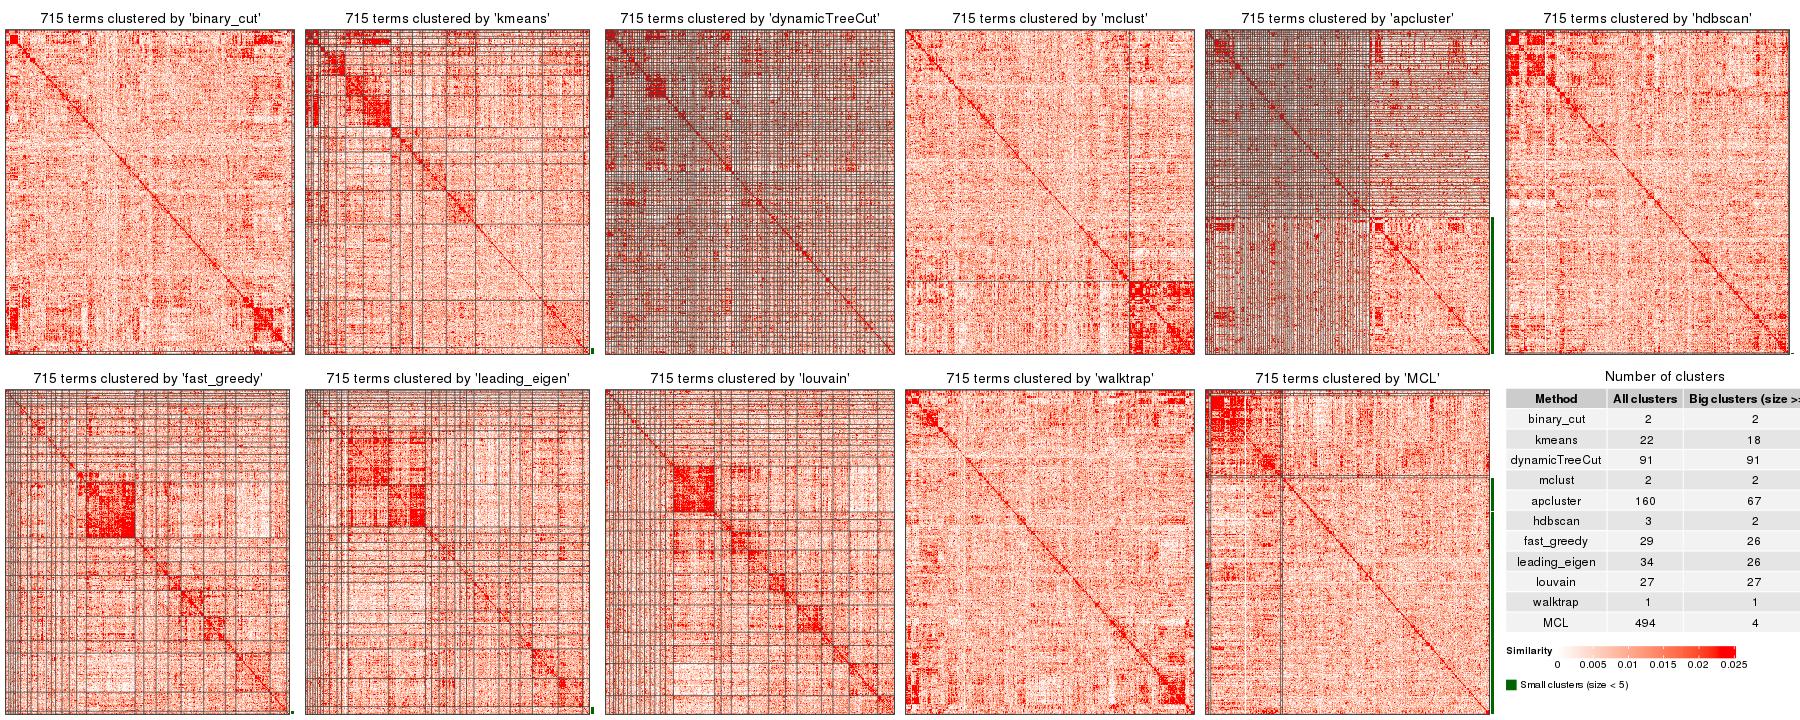 715 terms clustered by 'binary_cut'
715 terms clustered by 'kmeans'
715 terms clustered by 'dynamicTreeCut'
715 terms clustered by 'mclust'
715 terms clustered by 'apcluster'
715 terms clustered by 'hdbscan'
715 terms clustered by 'fast_greedy'
715 terms clustered by 'leading_eigen'
715 terms clustered by 'louvain'
715 terms clustered by 'walktrap'
715 terms clustered by 'MCL'
Number of clusters
Method All clusters Big clusters (size >=
binary_cut 2 2
kmeans 22 18
dynamicTreeCut 91 91
mclust 2 2
apcluster 160 67
hdbscan 3 2
fast_greedy 29 26
leading_eigen 34 26
louvain 27 27
walktrap 1 1
MCL 494 4
Similarity
0 0.005 0.01 0.015 0.02 0.025
Small clusters (size < 5)